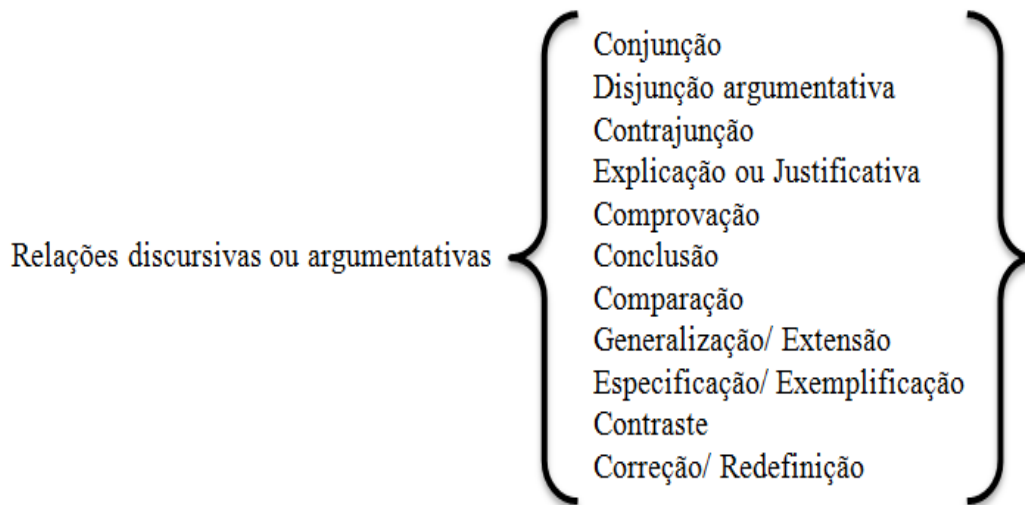 Conjunção
Disjunção argumentativa
Contrajunção
Explicação ou Justificativa
Comprovação
Relações discursivas ou argumentativas
Conclusão
Comparação
Generalização/ Extensão
Especificação/ Exemplificação
Contraste
Correção/ Redefinição